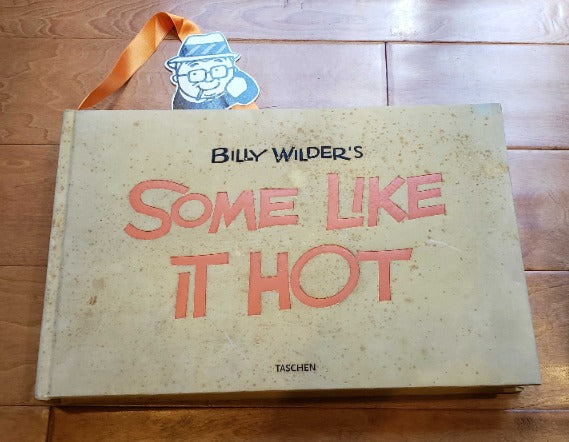 BILLY WILDER'S
SOME LIKE
IT HOT
TASCHEN